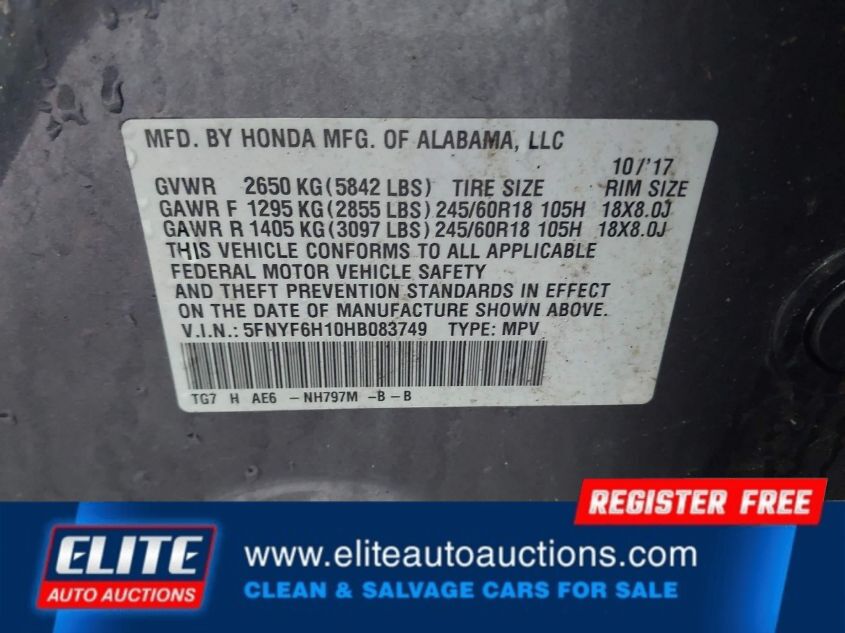 MFD. BY HONDA MFG. OF ALABAMA, LLC
10/'17
GVWR 2650 KG(5842 LBS) TIRE SIZE RIM SIZE
GAWR F 1295 KG(2855 LBS) 245/60R18 105H 18X8.0J
GAWR R 1405 KG(3097 LBS) 245/60R18 105H 18X8.0J
THIS VEHICLE CONFORMS TO ALL APPLICABLE
FEDERAL MOTOR VEHICLE SAFETY
AND THEFT PREVENTION STANDARDS IN EFFECT
ON THE DATE OF MANUFACTURE SHOWN ABOVE.
V.I.N.: 5FNYF6H10HB083749 TYPE: MPV
TG7 H AE6 -NH797M -B-B
REGISTER FREE
ELITE
AUTO AUCTIONS
www.eliteautoauctions.com
CLEAN & SALVAGE CARS FOR SALE